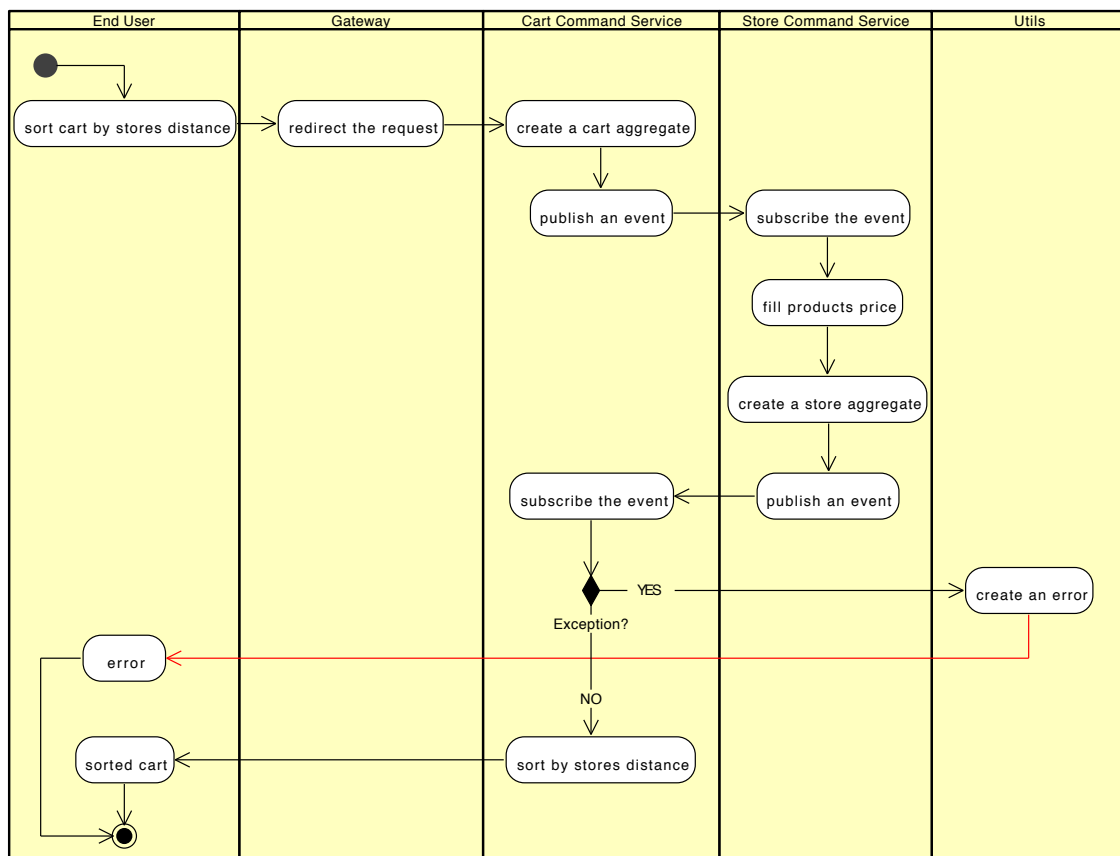 End User
Gateway
Cart Command Service
Store Command Service
Utils
sort cart by stores distance
redirect the request
create a cart aggregate
publish an event
subscribe the event
fill products price
create a store aggregate
subscribe the event
publish an event
YES
create an error
Exception?
error
NO
sorted cart
sort by stores distance